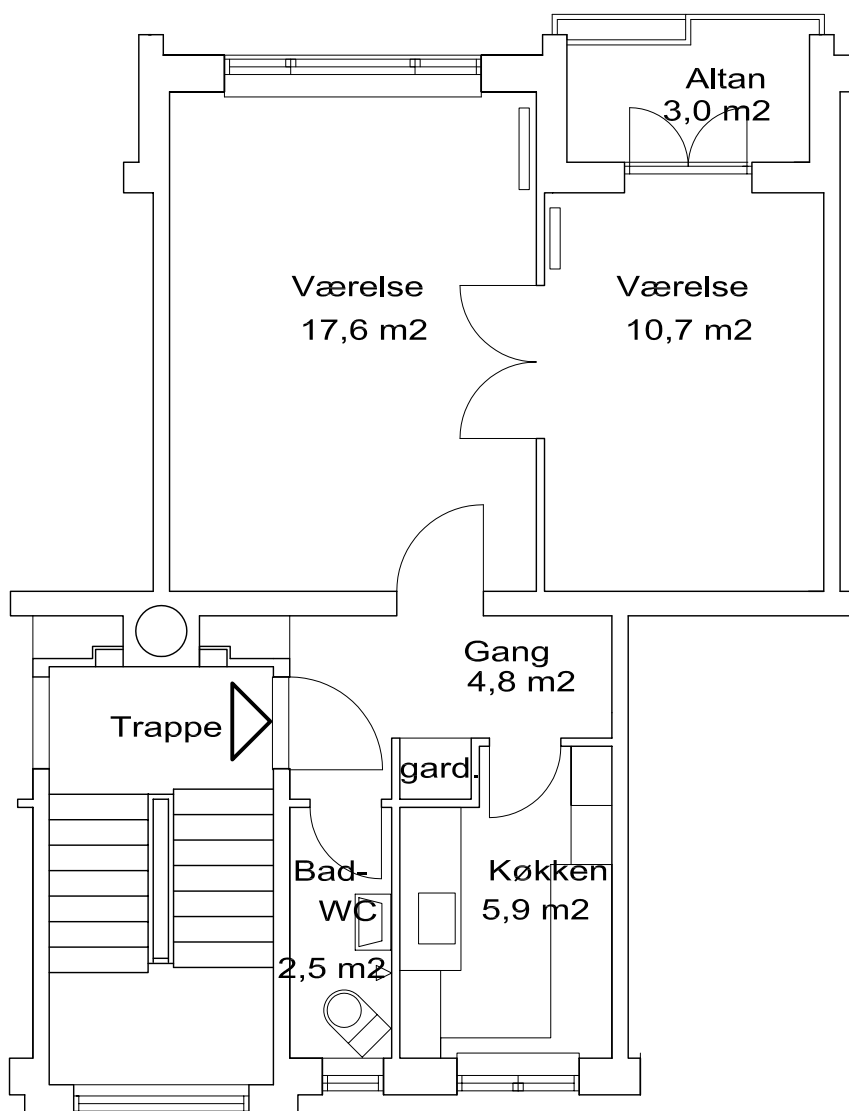 Altan
3,0 m2
Værelse
17,6 m2
Værelse
10,7 m2
Gang
4,8 m2
Trappe
gard.
Bad-
WC
2,5 m2
Køkken
5,9 m2